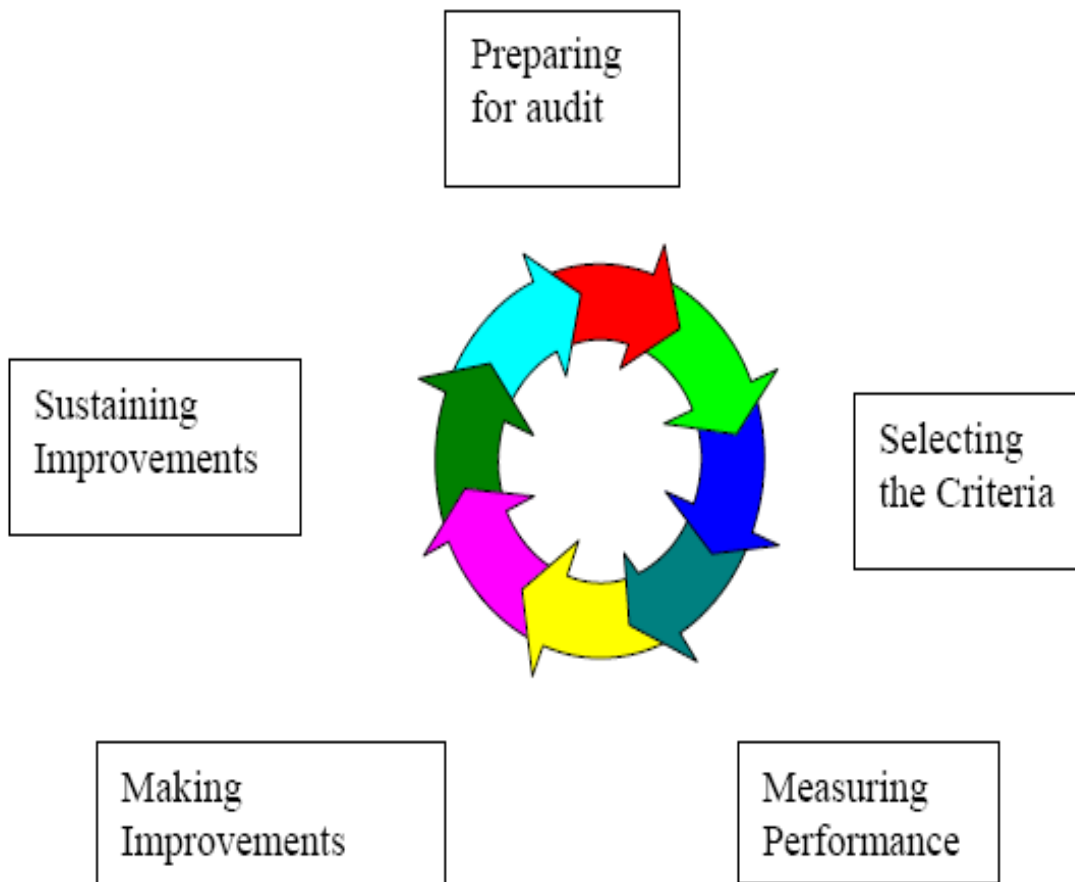 Preparing
for audit
Selecting
the Criteria
Measuring
Performance
Making
Improvements
Sustaining
Improvements